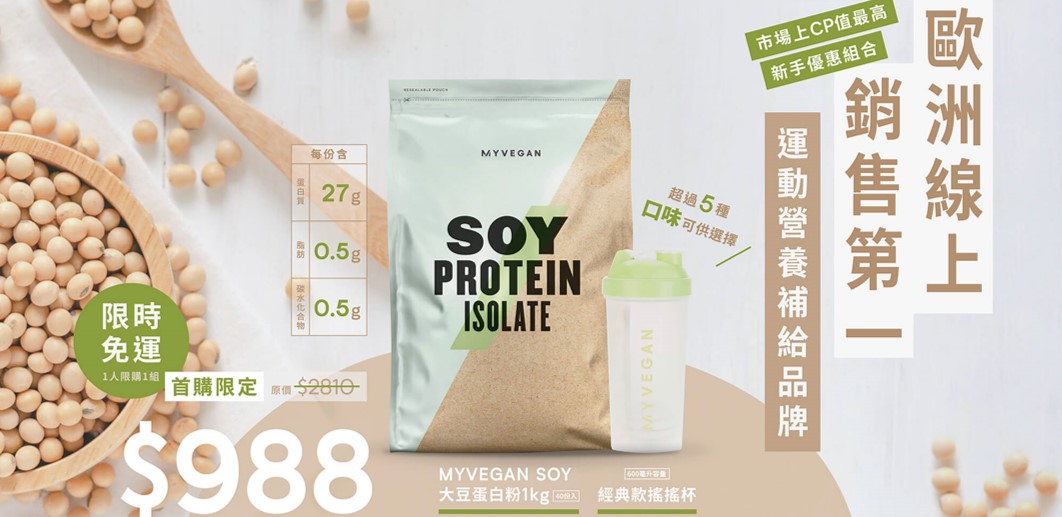 市場上CP值最高
新手優惠組合
歐洲線上
銷售第一
運動營養補給品牌
RESEALABLE POUCH
MYVEGAN
SOY
PROTEIN
ISOLATE
每份含
蛋白質 27g
脂肪 0.5g
碳水化合物 0.5g
超過5種
口味可供選擇
MYVEGAN
限時
免運
1人限購1組
首購限定 原價 $2810
$988
MYVEGAN SOY
大豆蛋白粉1kg 40份入
600毫升容量
經典款搖搖杯